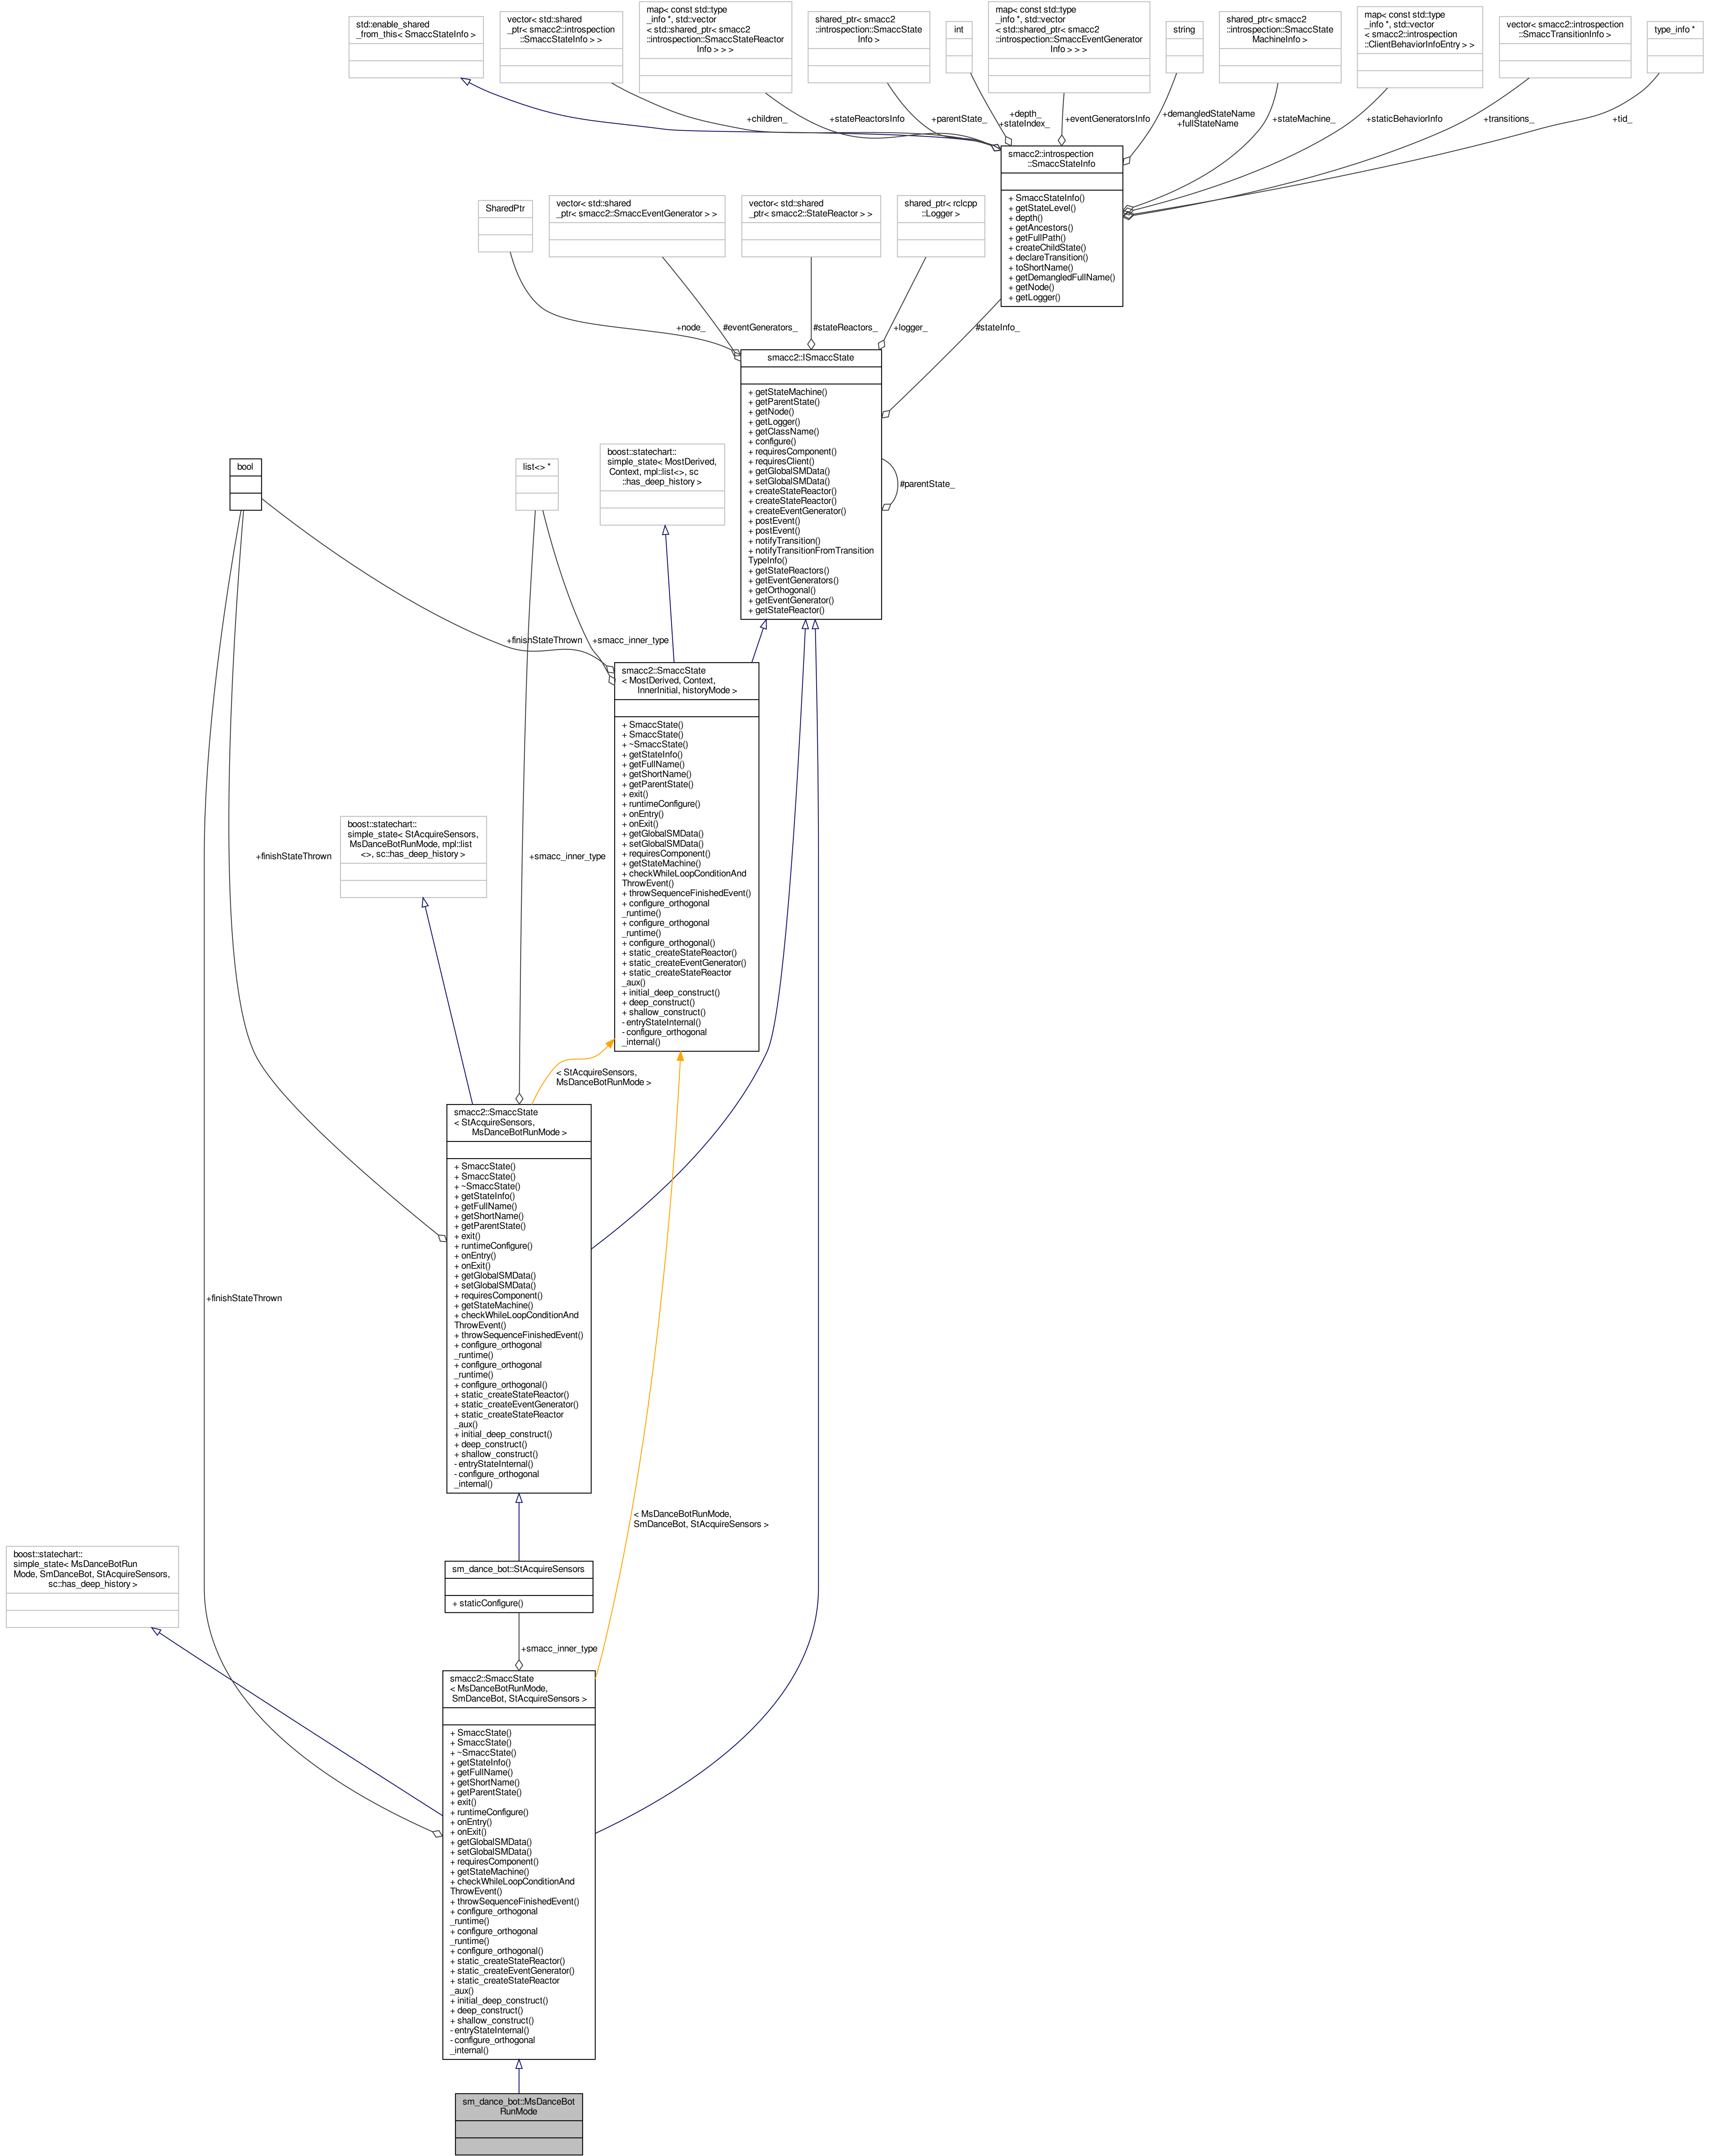 std::enable_shared
_from_this< SmaccStateInfo >
vector< std::shared
_ptr< smacc2::introspection
::SmaccStateInfo > >
map< const std::type
_info *, std::vector
< std::shared_ptr< smacc2
::introspection::SmaccStateReactor
Info > > >
shared_ptr< smacc2
::introspection::SmaccState
Info >
int
map< const std::type
_info *, std::vector
< std::shared_ptr< smacc2
::introspection::SmaccEventGenerator
Info > > >
string
shared_ptr< smacc2
::introspection::SmaccState
MachineInfo >
map< const std::type
_info *, std::vector
< smacc2::introspection
::ClientBehaviorInfoEntry > >
vector< smacc2::introspection
::SmaccTransitionInfo >
type_info *
+children_
+stateReactorsInfo
+parentState_
+depth_
+stateIndex_
+eventGeneratorsInfo
+demangledStateName
+fullStateName
+stateMachine_
+staticBehaviorInfo
+transitions_
+tid_
smacc2::introspection
::SmaccStateInfo
+ SmaccStateInfo()
+ getStateLevel()
+ depth()
+ getAncestors()
+ getFullPath()
+ createChildState()
+ declareTransition()
+ toShortName()
+ getDemangledFullName()
+ getNode()
+ getLogger()
SharedPtr
vector< std::shared
_ptr< smacc2::SmaccEventGenerator > >
vector< std::shared
_ptr< smacc2::StateReactor > >
shared_ptr< rclcpp
::Logger >
+node_
#eventGenerators_
#stateReactors_
+logger_
#stateInfo_
smacc2::ISmaccState
+ getStateMachine()
+ getParentState()
+ getNode()
+ getLogger()
+ getClassName()
+ configure()
+ requiresComponent()
+ requiresClient()
+ getGlobalSMData()
+ setGlobalSMData()
+ createStateReactor()
+ createStateReactor()
+ createEventGenerator()
+ postEvent()
+ postEvent()
+ notifyTransition()
+ notifyTransitionFromTransition
TypeInfo()
+ getStateReactors()
+ getEventGenerators()
+ getOrthogonal()
+ getEventGenerator()
+ getStateReactor()
#parentState_
bool
list<> *
boost::statechart::
simple_state< MostDerived,
Context, mpl::list<>, sc
::has_deep_history >
+finishStateThrown
+smacc_inner_type
smacc2::SmaccState
< MostDerived, Context,
InnerInitial, historyMode >
+ SmaccState()
+ SmaccState()
+ ~SmaccState()
+ getStateInfo()
+ getFullName()
+ getShortName()
+ getParentState()
+ exit()
+ runtimeConfigure()
+ onEntry()
+ onExit()
+ getGlobalSMData()
+ setGlobalSMData()
+ requiresComponent()
+ getStateMachine()
+ checkWhileLoopConditionAnd
ThrowEvent()
+ throwSequenceFinishedEvent()
+ configure_orthogonal
_runtime()
+ configure_orthogonal
_runtime()
+ configure_orthogonal()
+ static_createStateReactor()
+ static_createEventGenerator()
+ static_createStateReactor
_aux()
+ initial_deep_construct()
+ deep_construct()
+ shallow_construct()
- entryStateInternal()
- configure_orthogonal
_internal()
boost::statechart::
simple_state< StAcquireSensors,
MsDanceBotRunMode, mpl::list
<>, sc::has_deep_history >
+finishStateThrown
+smacc_inner_type
< StAcquireSensors,
MsDanceBotRunMode >
smacc2::SmaccState
< StAcquireSensors,
MsDanceBotRunMode >
+ SmaccState()
+ SmaccState()
+ ~SmaccState()
+ getStateInfo()
+ getFullName()
+ getShortName()
+ getParentState()
+ exit()
+ runtimeConfigure()
+ onEntry()
+ onExit()
+ getGlobalSMData()
+ setGlobalSMData()
+ requiresComponent()
+ getStateMachine()
+ checkWhileLoopConditionAnd
ThrowEvent()
+ throwSequenceFinishedEvent()
+ configure_orthogonal
_runtime()
+ configure_orthogonal
_runtime()
+ configure_orthogonal()
+ static_createStateReactor()
+ static_createEventGenerator()
+ static_createStateReactor
_aux()
+ initial_deep_construct()
+ deep_construct()
+ shallow_construct()
- entryStateInternal()
- configure_orthogonal
_internal()
+finishStateThrown
< MsDanceBotRunMode,
SmDanceBot, StAcquireSensors >
boost::statechart::
simple_state< MsDanceBotRun
Mode, SmDanceBot, StAcquireSensors,
sc::has_deep_history >
sm_dance_bot::StAcquireSensors
+ staticConfigure()
+smacc_inner_type
smacc2::SmaccState
< MsDanceBotRunMode,
SmDanceBot, StAcquireSensors >
+ SmaccState()
+ SmaccState()
+ ~SmaccState()
+ getStateInfo()
+ getFullName()
+ getShortName()
+ getParentState()
+ exit()
+ runtimeConfigure()
+ onEntry()
+ onExit()
+ getGlobalSMData()
+ setGlobalSMData()
+ requiresComponent()
+ getStateMachine()
+ checkWhileLoopConditionAnd
ThrowEvent()
+ throwSequenceFinishedEvent()
+ configure_orthogonal
_runtime()
+ configure_orthogonal
_runtime()
+ configure_orthogonal()
+ static_createStateReactor()
+ static_createEventGenerator()
+ static_createStateReactor
_aux()
+ initial_deep_construct()
+ deep_construct()
+ shallow_construct()
- entryStateInternal()
- configure_orthogonal
_internal()
sm_dance_bot::MsDanceBot
RunMode